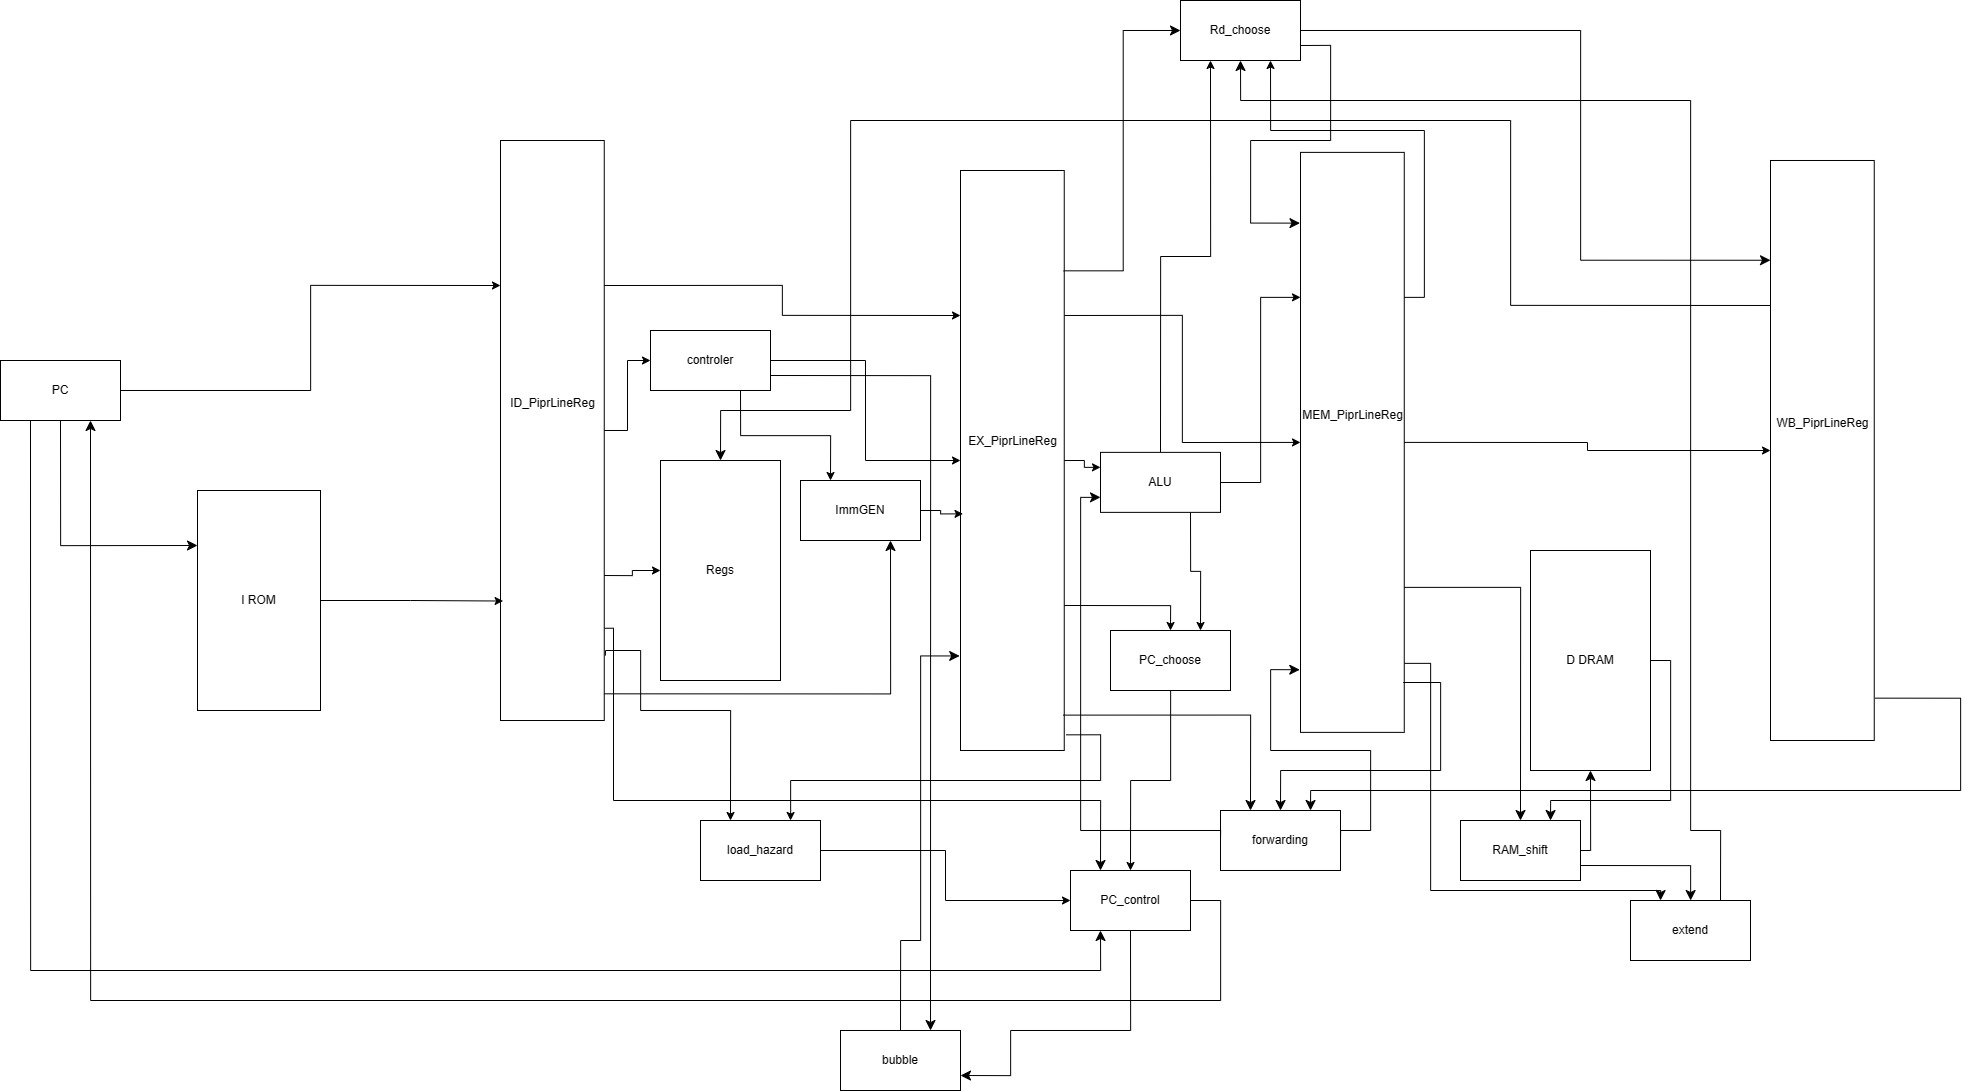 Rd_choose
controler
PC
ID_PiprLineReg
MEM_PiprLineReg
WB_PiprLineReg
EX_PiprLineReg
ALU
ImmGEN
Regs
I ROM
PC_choose
D DRAM
forwarding
load_hazard
RAM_shift
PC_control
extend
bubble